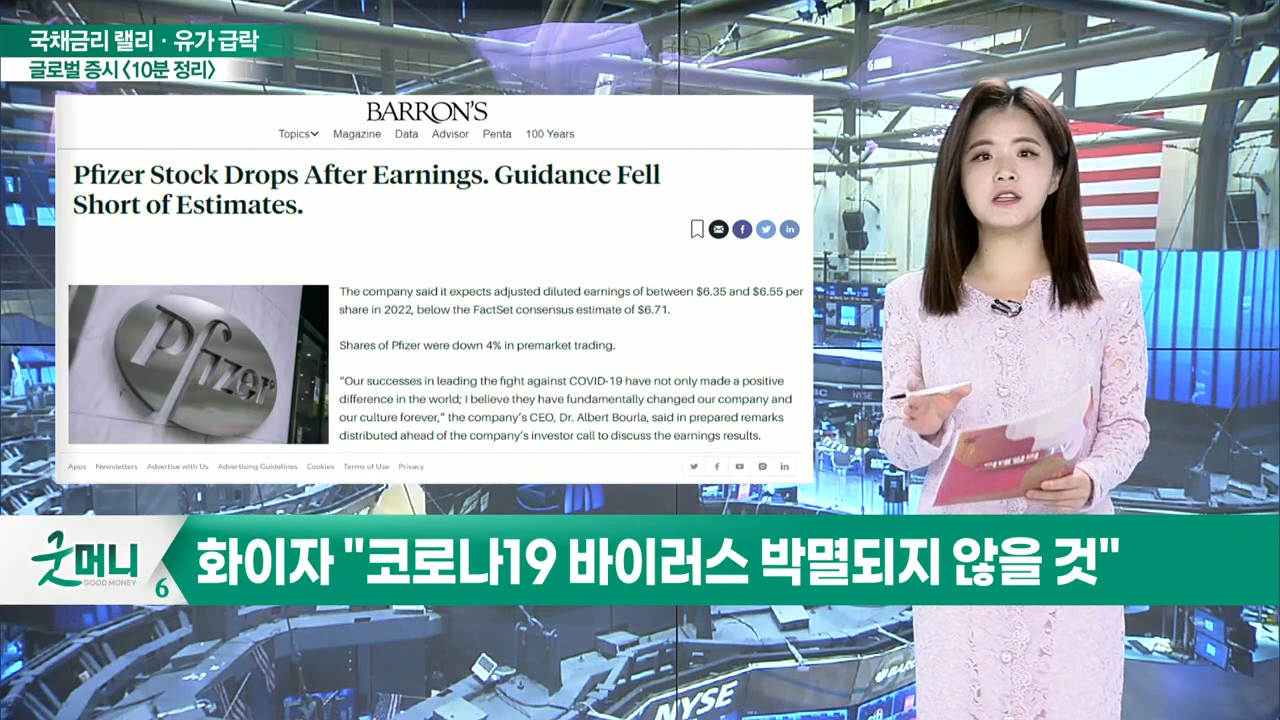 국채금리 랠리 · 유가 급락
글로벌 증시 <10분 정리>
BARRON'S
Topics Magazine Data Advisor Penta 100 Years
Pfizer Stock Drops After Earnings. Guidance Fell
Short of Estimates.
The company said it expects adjusted diluted earnings of between $6.35 and $6.55 per
share in 2022, below the FactSet consensus estimate of $6.71.
Shares of Pfizer were down 4% in premarket trading.
"Our successes in leading the fight against COVID-19 have not only made a positive
difference in the world; I believe they have fundamentally changed our company and
our culture forever," the company's CEO, Dr. Albert Bourla, said in prepared remarks
distributed ahead of the company's investor call to discuss the earnings results.
Pfizer
Apps Newsletters Advertise with Us Advertising Guidelines Cookies Terms of Use Privacy
굿머니
GOOD MONEY
6
화이자 "코로나19 바이러스 박멸되지 않을 것"
NYSE